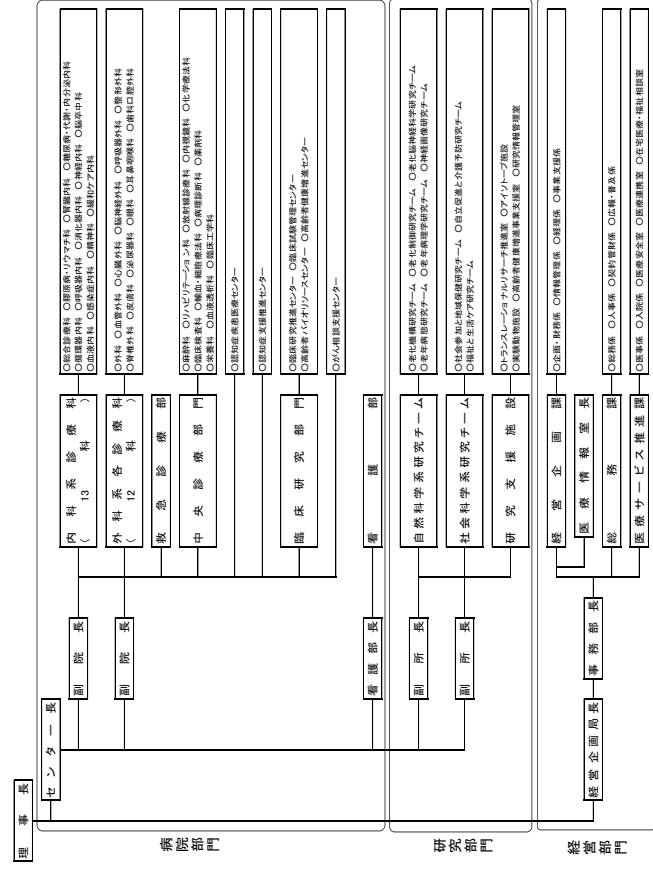 理事長
病院部門
センター長
副院長
副院長
看護部長
内科系診療科
( 13 科 )
○総合診療科 ○膠原病・リウマチ科 ○腎臓内科 ○糖尿病・代謝・内分泌内科
○循環器内科 ○呼吸器内科 ○消化器内科 ○神経内科 ○脳卒中科
○血液内科 ○感染症内科 ○精神科 ○緩和ケア内科
外科系各診療科
( 12 科 )
○外科 ○血管外科 ○心臓外科 ○脳神経外科 ○呼吸器外科 ○整形外科
○脊椎外科 ○皮膚科 ○泌尿器科 ○眼科 ○耳鼻咽喉科 ○歯科口腔外科
救急診療部
中央診療部門
○麻酔科 ○リハビリテーション科 ○放射線診療科 ○内視鏡科 ○化学療法科
○臨床検査科 ○輸血・細胞療法科 ○病理診断科 ○薬剤科
○栄養科 ○血液透析科 ○臨床工学科
○認知症疾患医療センター
○認知症支援推進センター
臨床研究部門
○臨床研究推進センター ○臨床試験管理センター
○高齢者バイオリソースセンター ○高齢者健康増進センター
○がん相談支援センター
看護部
研究部門
副所長
副所長
自然科学系研究チーム
○老化機構研究チーム ○老化制御研究チーム ○老化脳神経科学研究チーム
○老年病態研究チーム ○老年病理学研究チーム ○神経画像研究チーム
社会科学系研究チーム
○社会参加と地域保健研究チーム ○自立促進と介護予防研究チーム
○福祉と生活ケア研究チーム
研究支援施設
○トランスレーショナルリサーチ推進室 ○アイソトープ施設
○実験動物施設 ○高齢者健康増進事業支援室 ○研究情報管理室
経営部門
経営企画局長
事務部長
経営企画課
○企画・財務係 ○情報管理係 ○経理係 ○事業支援係
医療情報室長
総務課
○総務係 ○人事係 ○契約管財係 ○広報・普及係
医療サービス推進課
○医事係 ○入院係 ○医療安全室 ○医療連携室 ○在宅医療・福祉相談室